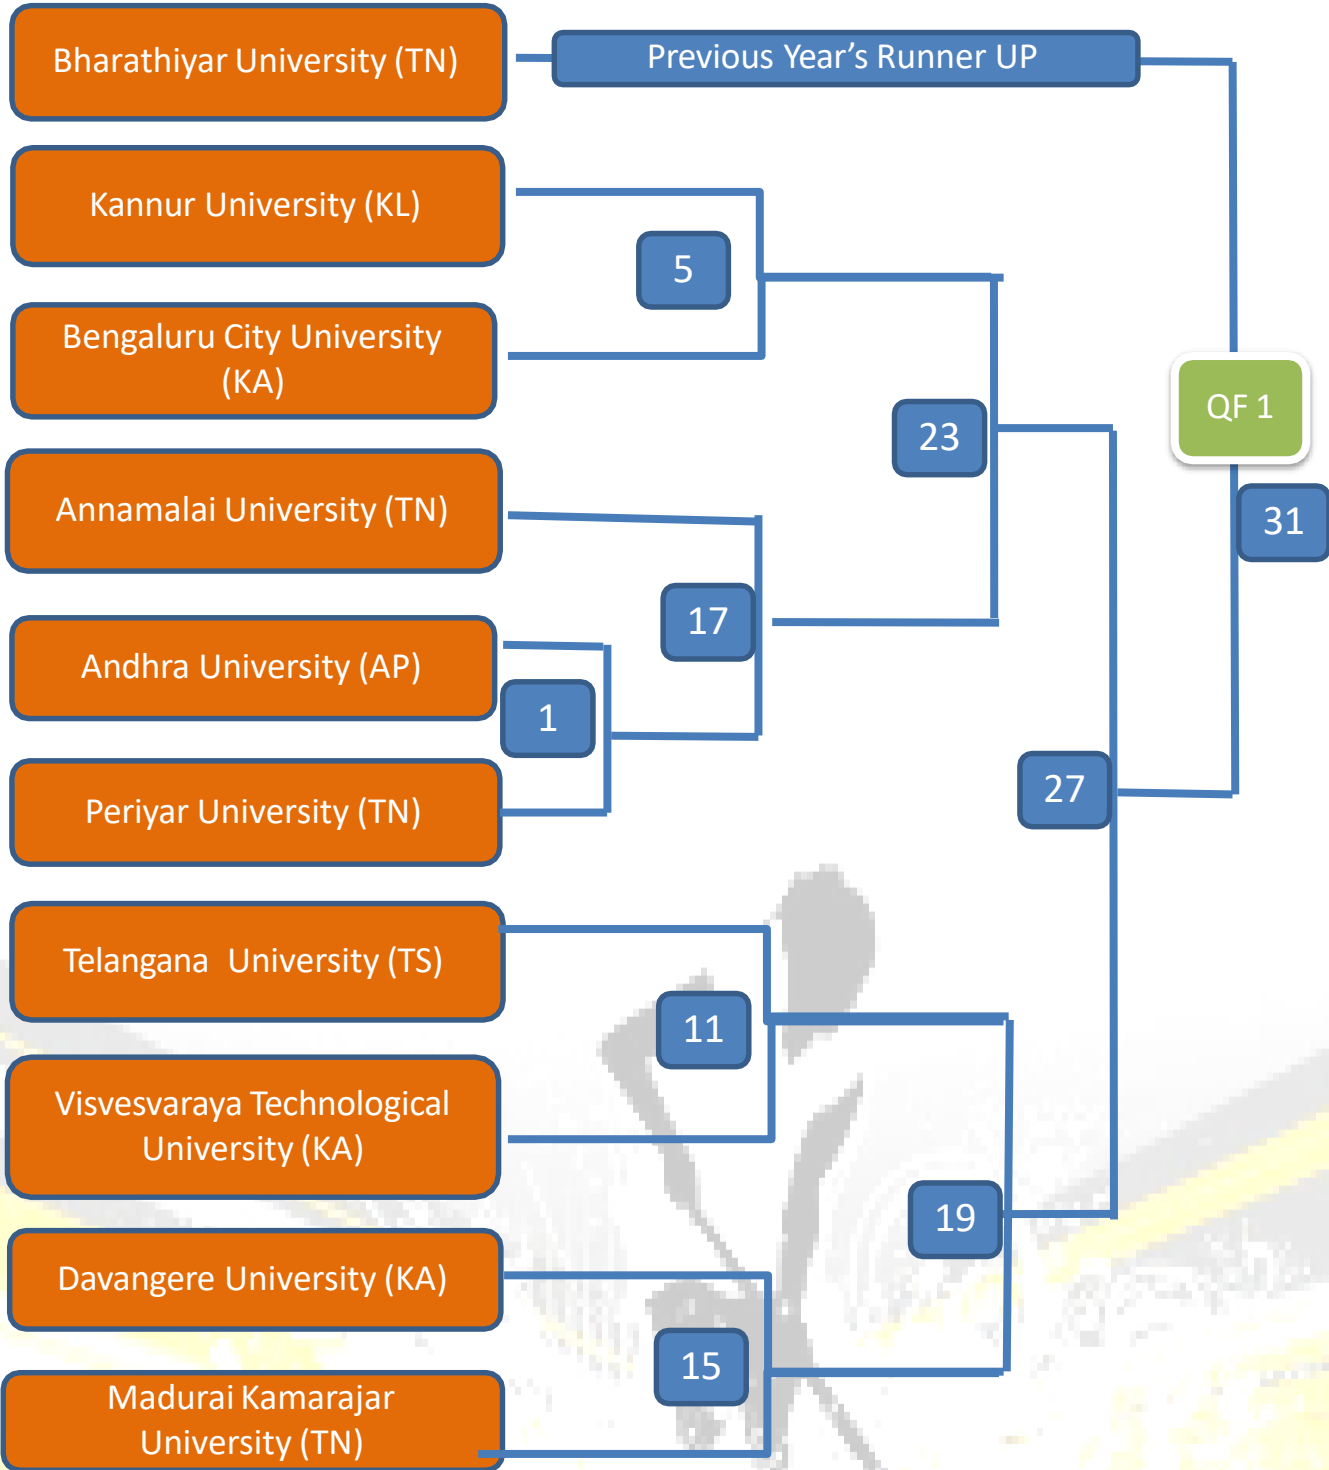 Bharathiyar University (TN)
Previous Year’s Runner UP
Kannur University (KL)
5
Bengaluru City University
(KA)
QF 1
23
Annamalai University (TN)
31
17
Andhra University (AP)
1
27
Periyar University (TN)
Telangana  University (TS)
11
Visvesvaraya Technological
University (KA)
19
Davangere University (KA)
15
Madurai Kamarajar
University (TN)